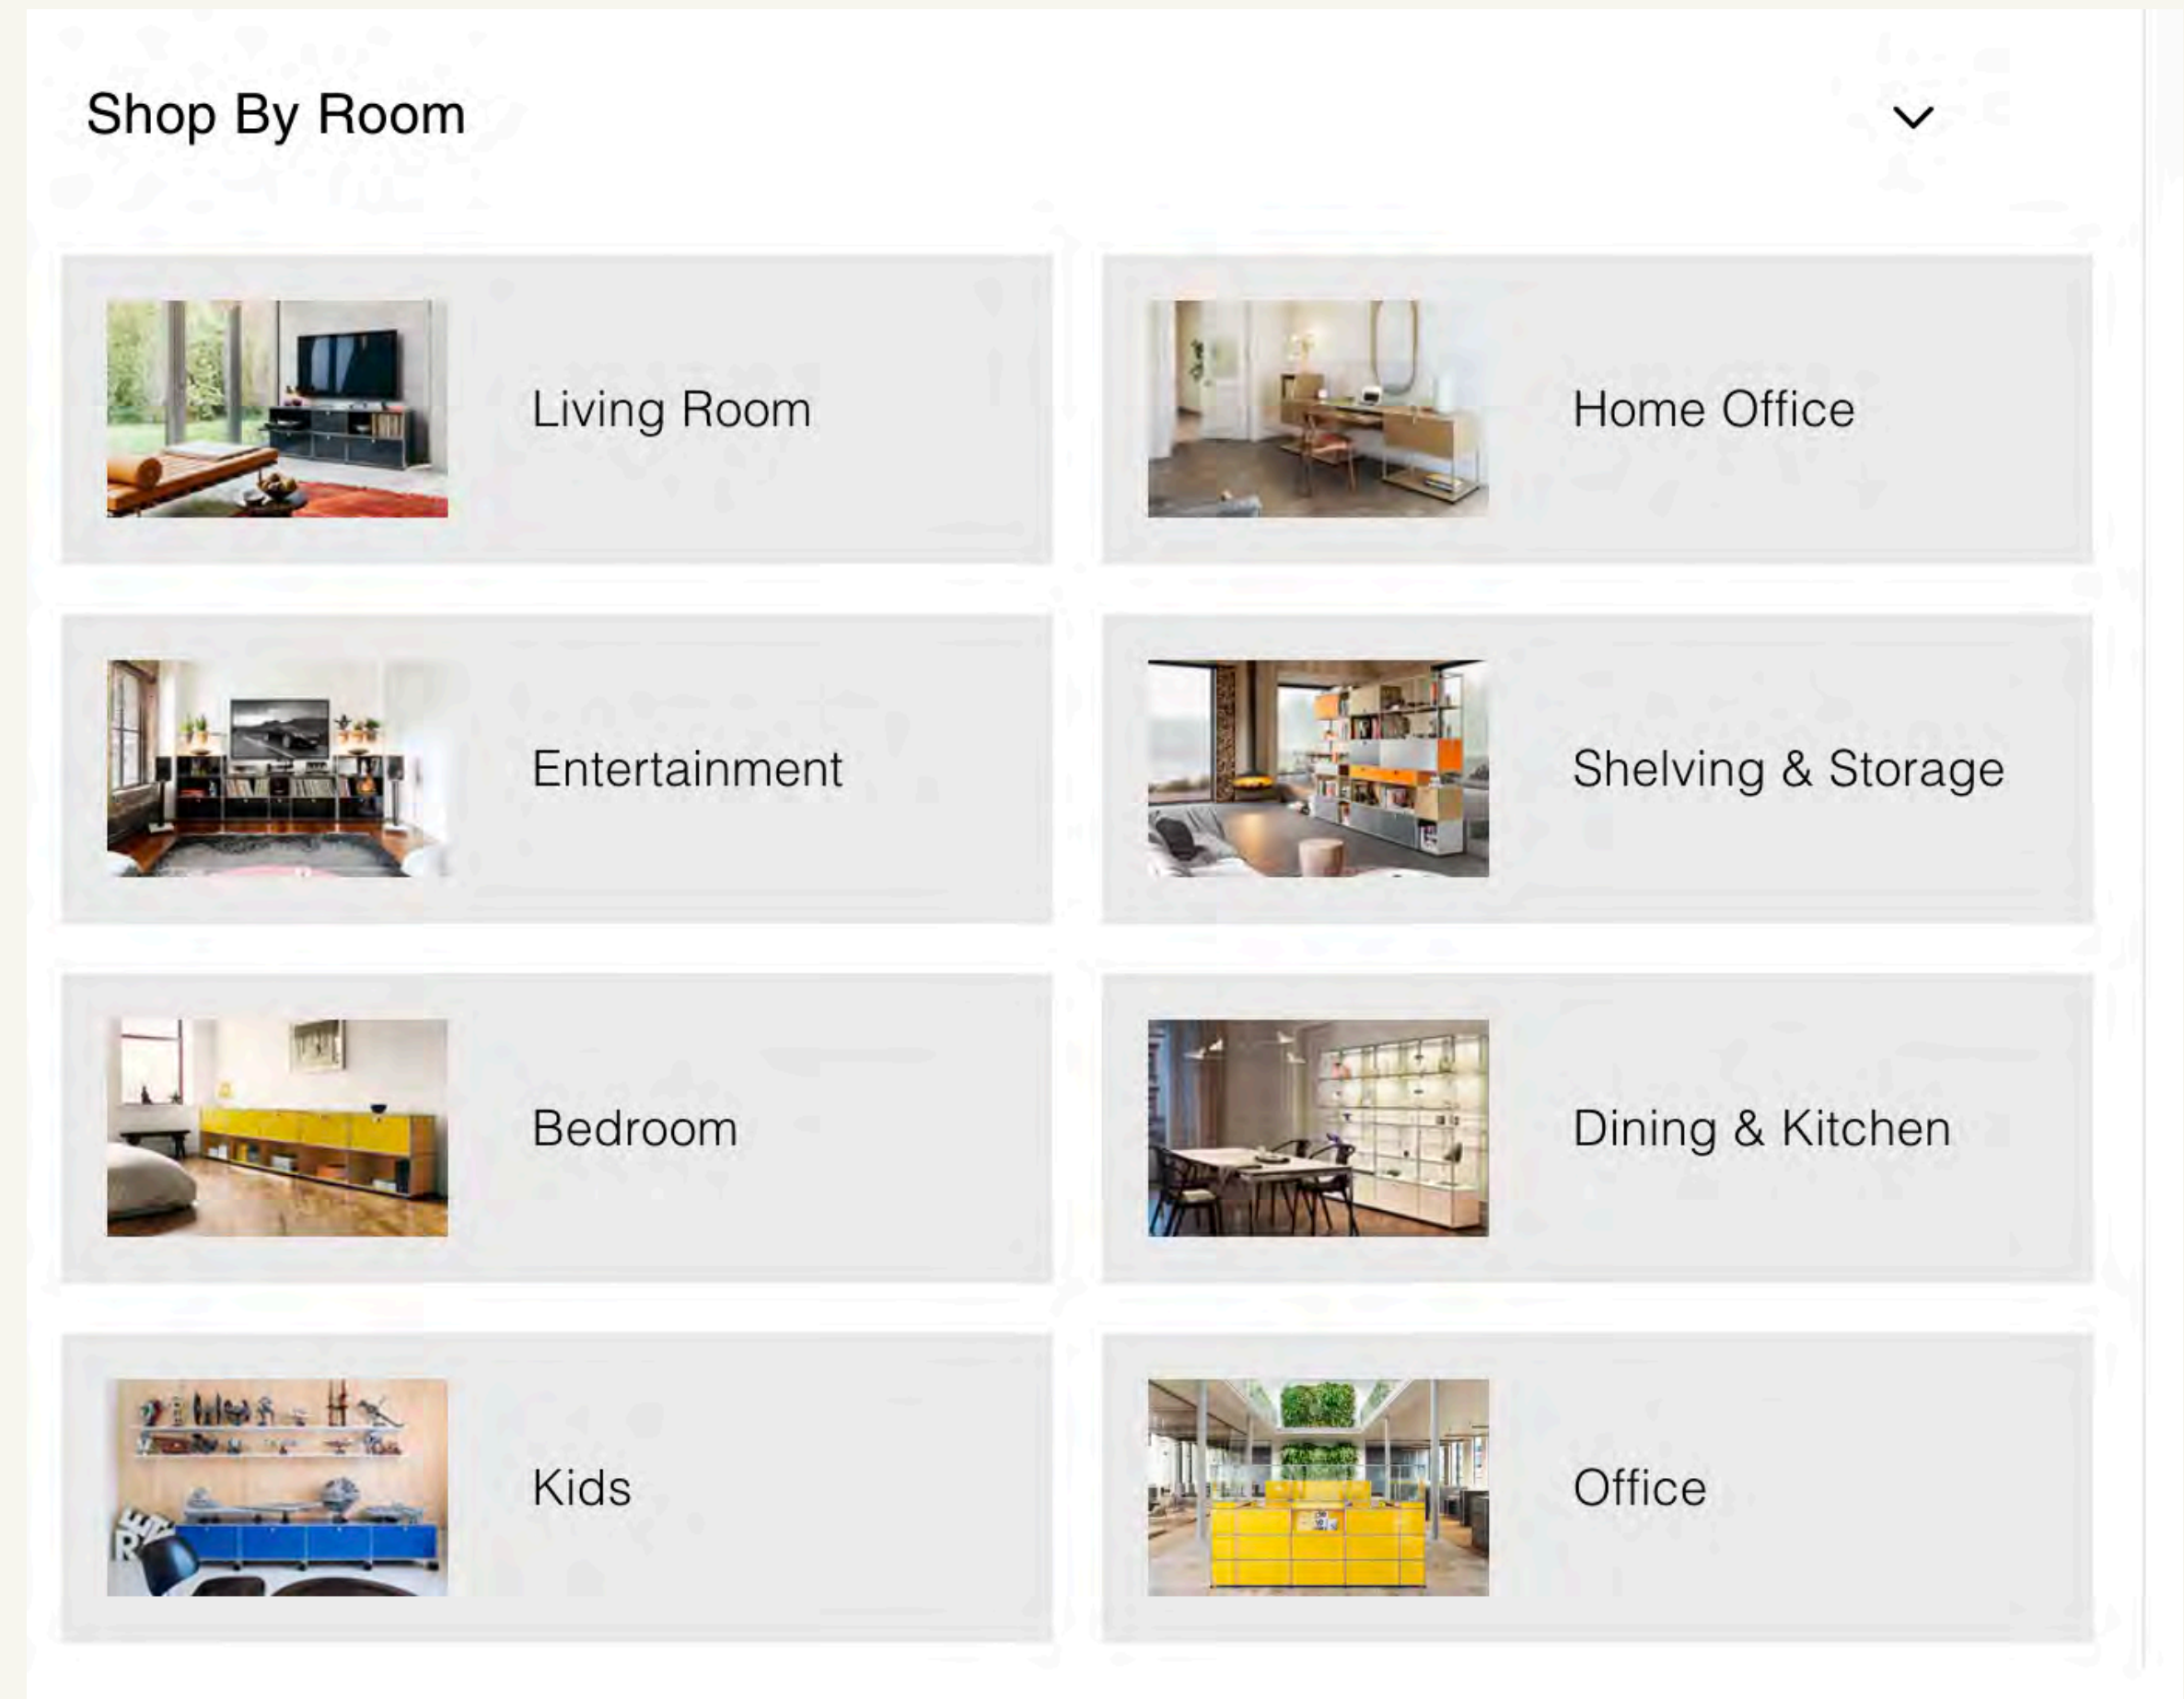 Shop By Room
Living Room
Home Office
Entertainment
Shelving & Storage
Bedroom
Dining & Kitchen
Kids
Office